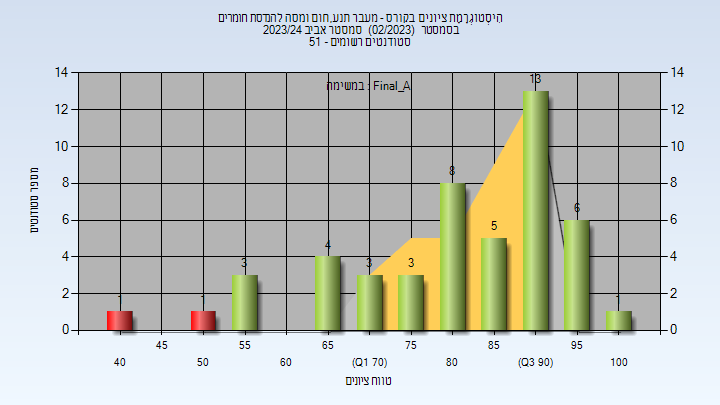 היסטוגרמת ציונים בקורס - מעבר תנע,חום ומסה להנדסת חומרים
בסמסטר (02/2023) סמסטר אביב 2023/24
סטודנטים רשומים - 51
במשימה : Final_A
מספר סטודנטים
14 14
12 12
10 10
8 8
6 6
4 4
2 2
0 0
1 1 3 4 3 3 8 5 13 6 1
45 55 65 75 85 95
40 50 60 (Q1 70) 80 (Q3 90) 100
טווח ציונים